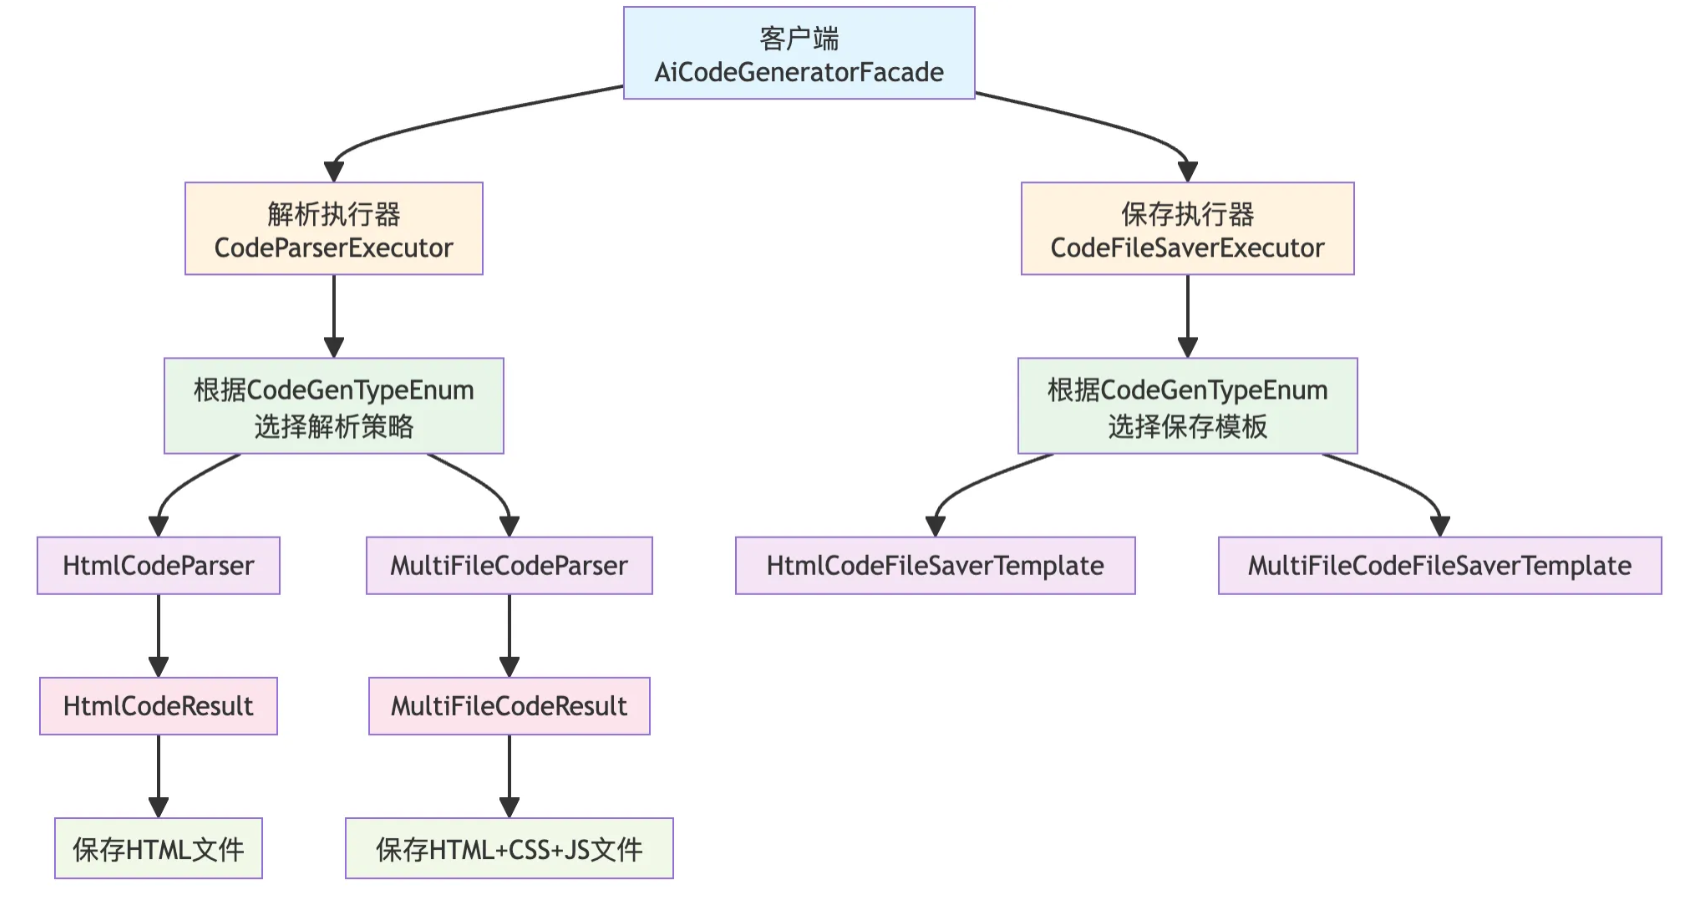 客户端
AiCodeGeneratorFacade
解析执行器
CodeParserExecutor
保存执行器
CodeFileSaverExecutor
根据CodeGenTypeEnum
选择解析策略
根据CodeGenTypeEnum
选择保存模板
HtmlCodeParser
MultiFileCodeParser
HtmlCodeFileSaverTemplate
MultiFileCodeFileSaverTemplate
HtmlCodeResult
MultiFileCodeResult
保存HTML文件
保存HTML+CSS+JS文件